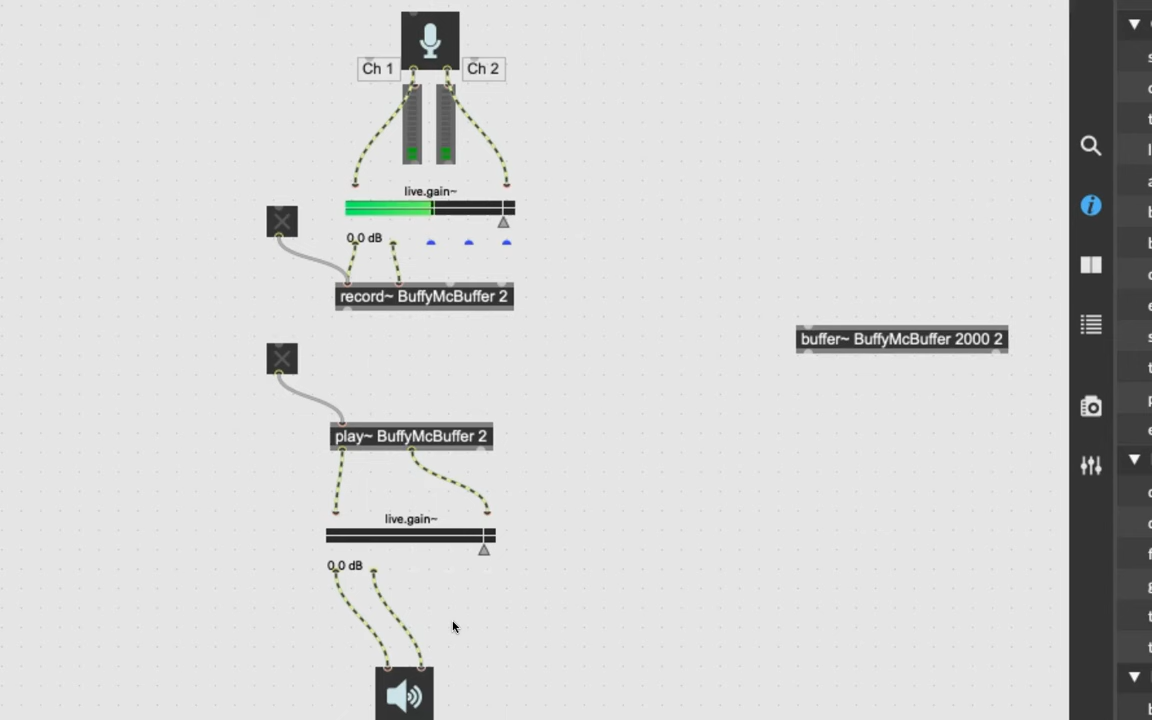 Ch 1
Ch 2
live.gain~
0.0 dB
record~ BuffyMcBuffer 2
buffer~ BuffyMcBuffer 2000 2
play~ BuffyMcBuffer 2
live.gain~
0.0 dB